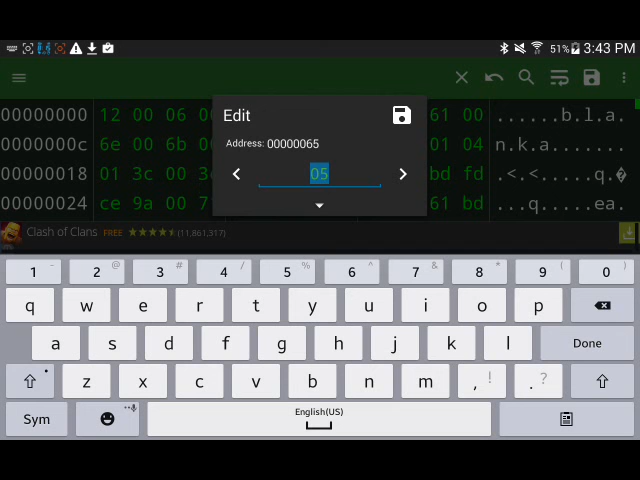 51% 3:43 PM
00000000 12 00 06 00 61 00 ......b.l.a.
Edit
0000000c 6e 00 6b 00 01 04 n.k.a.......
Address: 00000065
00000018 01 3c 00 3c bd fd .<.<.....q.�
05
00000024 ce 9a 00 61 bd ...q.....ea.
Clash of Clans FREE (11,861,317)
1 - 2 @ 3 # 4 / 5 % 6 ^ 7 & 8 * 9 ( 0 )
q w e r t y u i o p
a s d f g h j k l Done
z x c v b n m , ! . ?
Sym English(US)